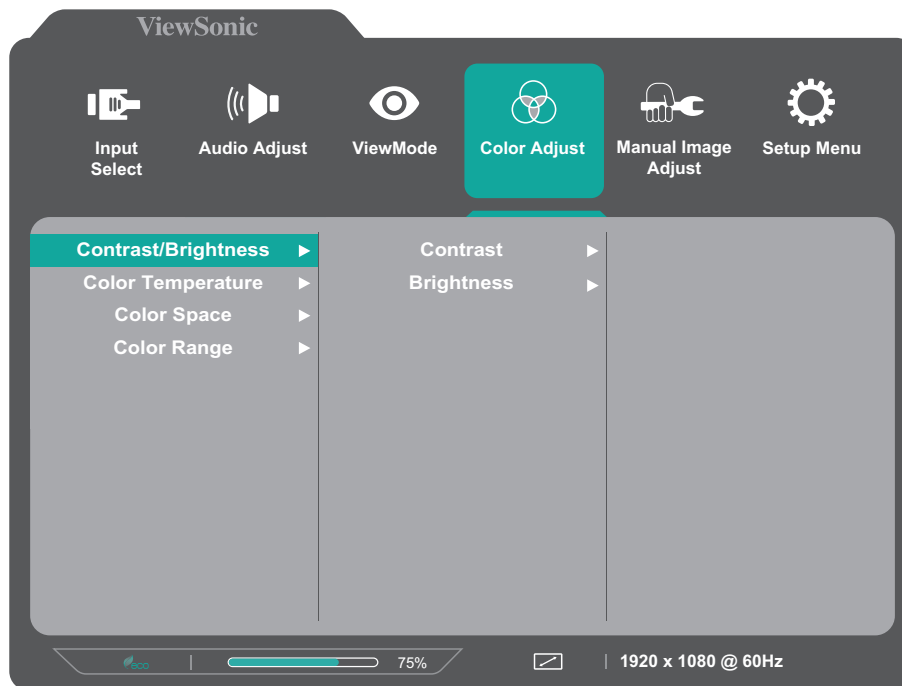 ViewSonic
Input
Select
Audio Adjust
ViewMode
Color Adjust
Manual Image
Adjust
Setup Menu
Contrast/Brightness
Color Temperature
Color Space
Color Range
Contrast
Brightness
eco
75%
1920 x 1080 @ 60Hz